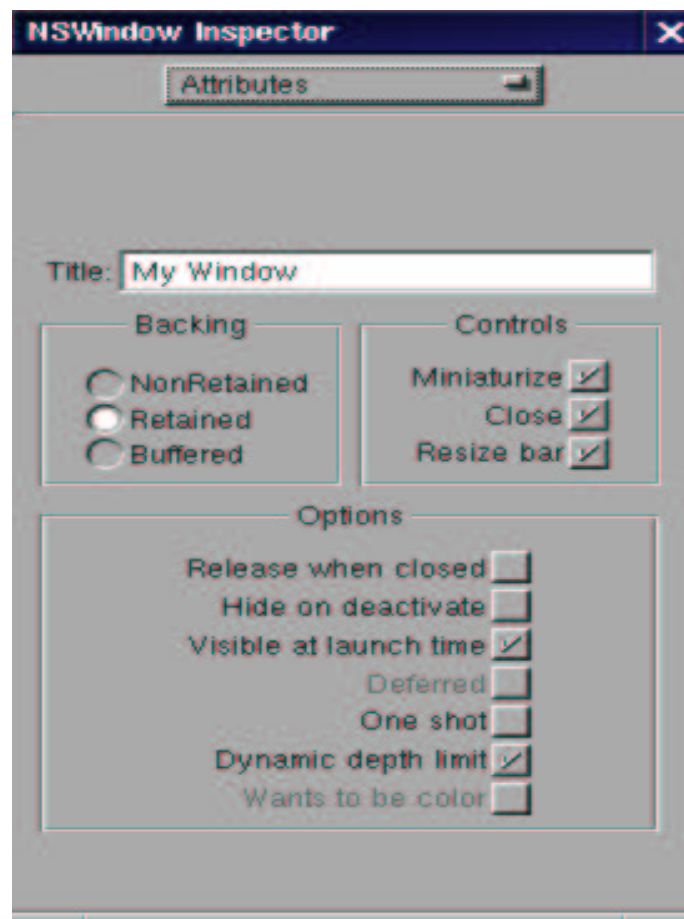 NSWindow Inspector
Attributes
Title: My Window
Backing
NonRetained
Retained
Buffered
Controls
Miniaturize
Close
Resize bar
Options
Release when closed
Hide on deactivate
Visible at launch time
Deferred
One shot
Dynamic depth limit
Wants to be color